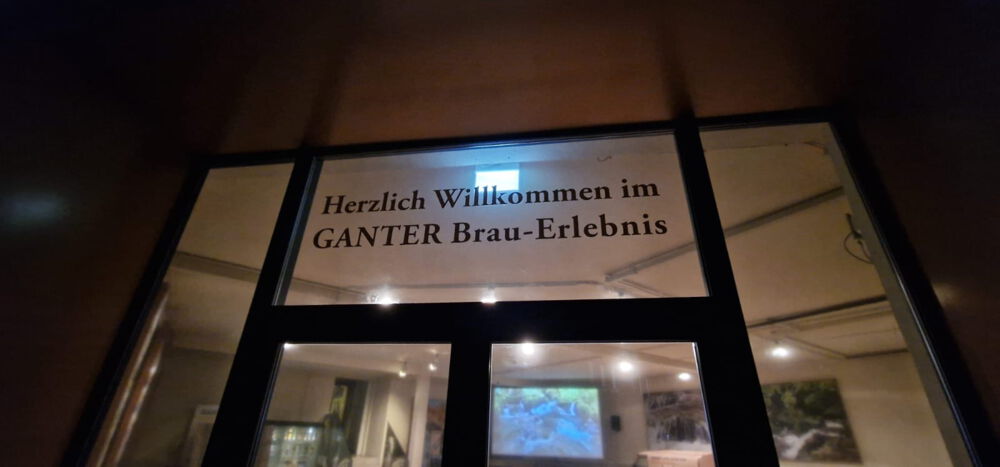 Herzlich Willkommen im
GANTER Brau-Erlebnis